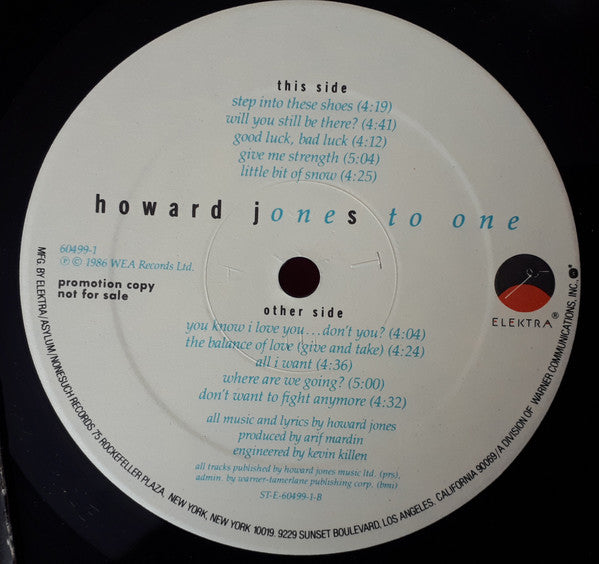 this side
step into these shoes (4:19)
will you still be there? (4:41)
good luck, bad luck (4:12)
give me strength (5:04)
little bit of snow (4:25)
howard jones to one
60499-1
℗ © 1986 WEA Records Ltd.
promotion copy
not for sale
ELEKTRA®
other side
you know i love you...don't you? (4:04)
the balance of love (give and take) (4:24)
all i want (4:36)
where are we going? (5:00)
don't want to fight anymore (4:32)
all music and lyrics by howard jones
produced by arif mardin
engineered by kevin killen
all tracks published by howard jones music ltd. (prs),
admin. by warner-tamerlane publishing corp. (bmi)
ST-E-60499-1-B
MFG. BY ELEKTRA/ASYLUM/NONESUCH RECORDS 75 ROCKEFELLER PLAZA, NEW YORK, NEW YORK 10019. 9229 SUNSET BOULEVARD, LOS ANGELES, CALIFORNIA 90069/A DIVISION OF WARNER COMMUNICATIONS, INC.